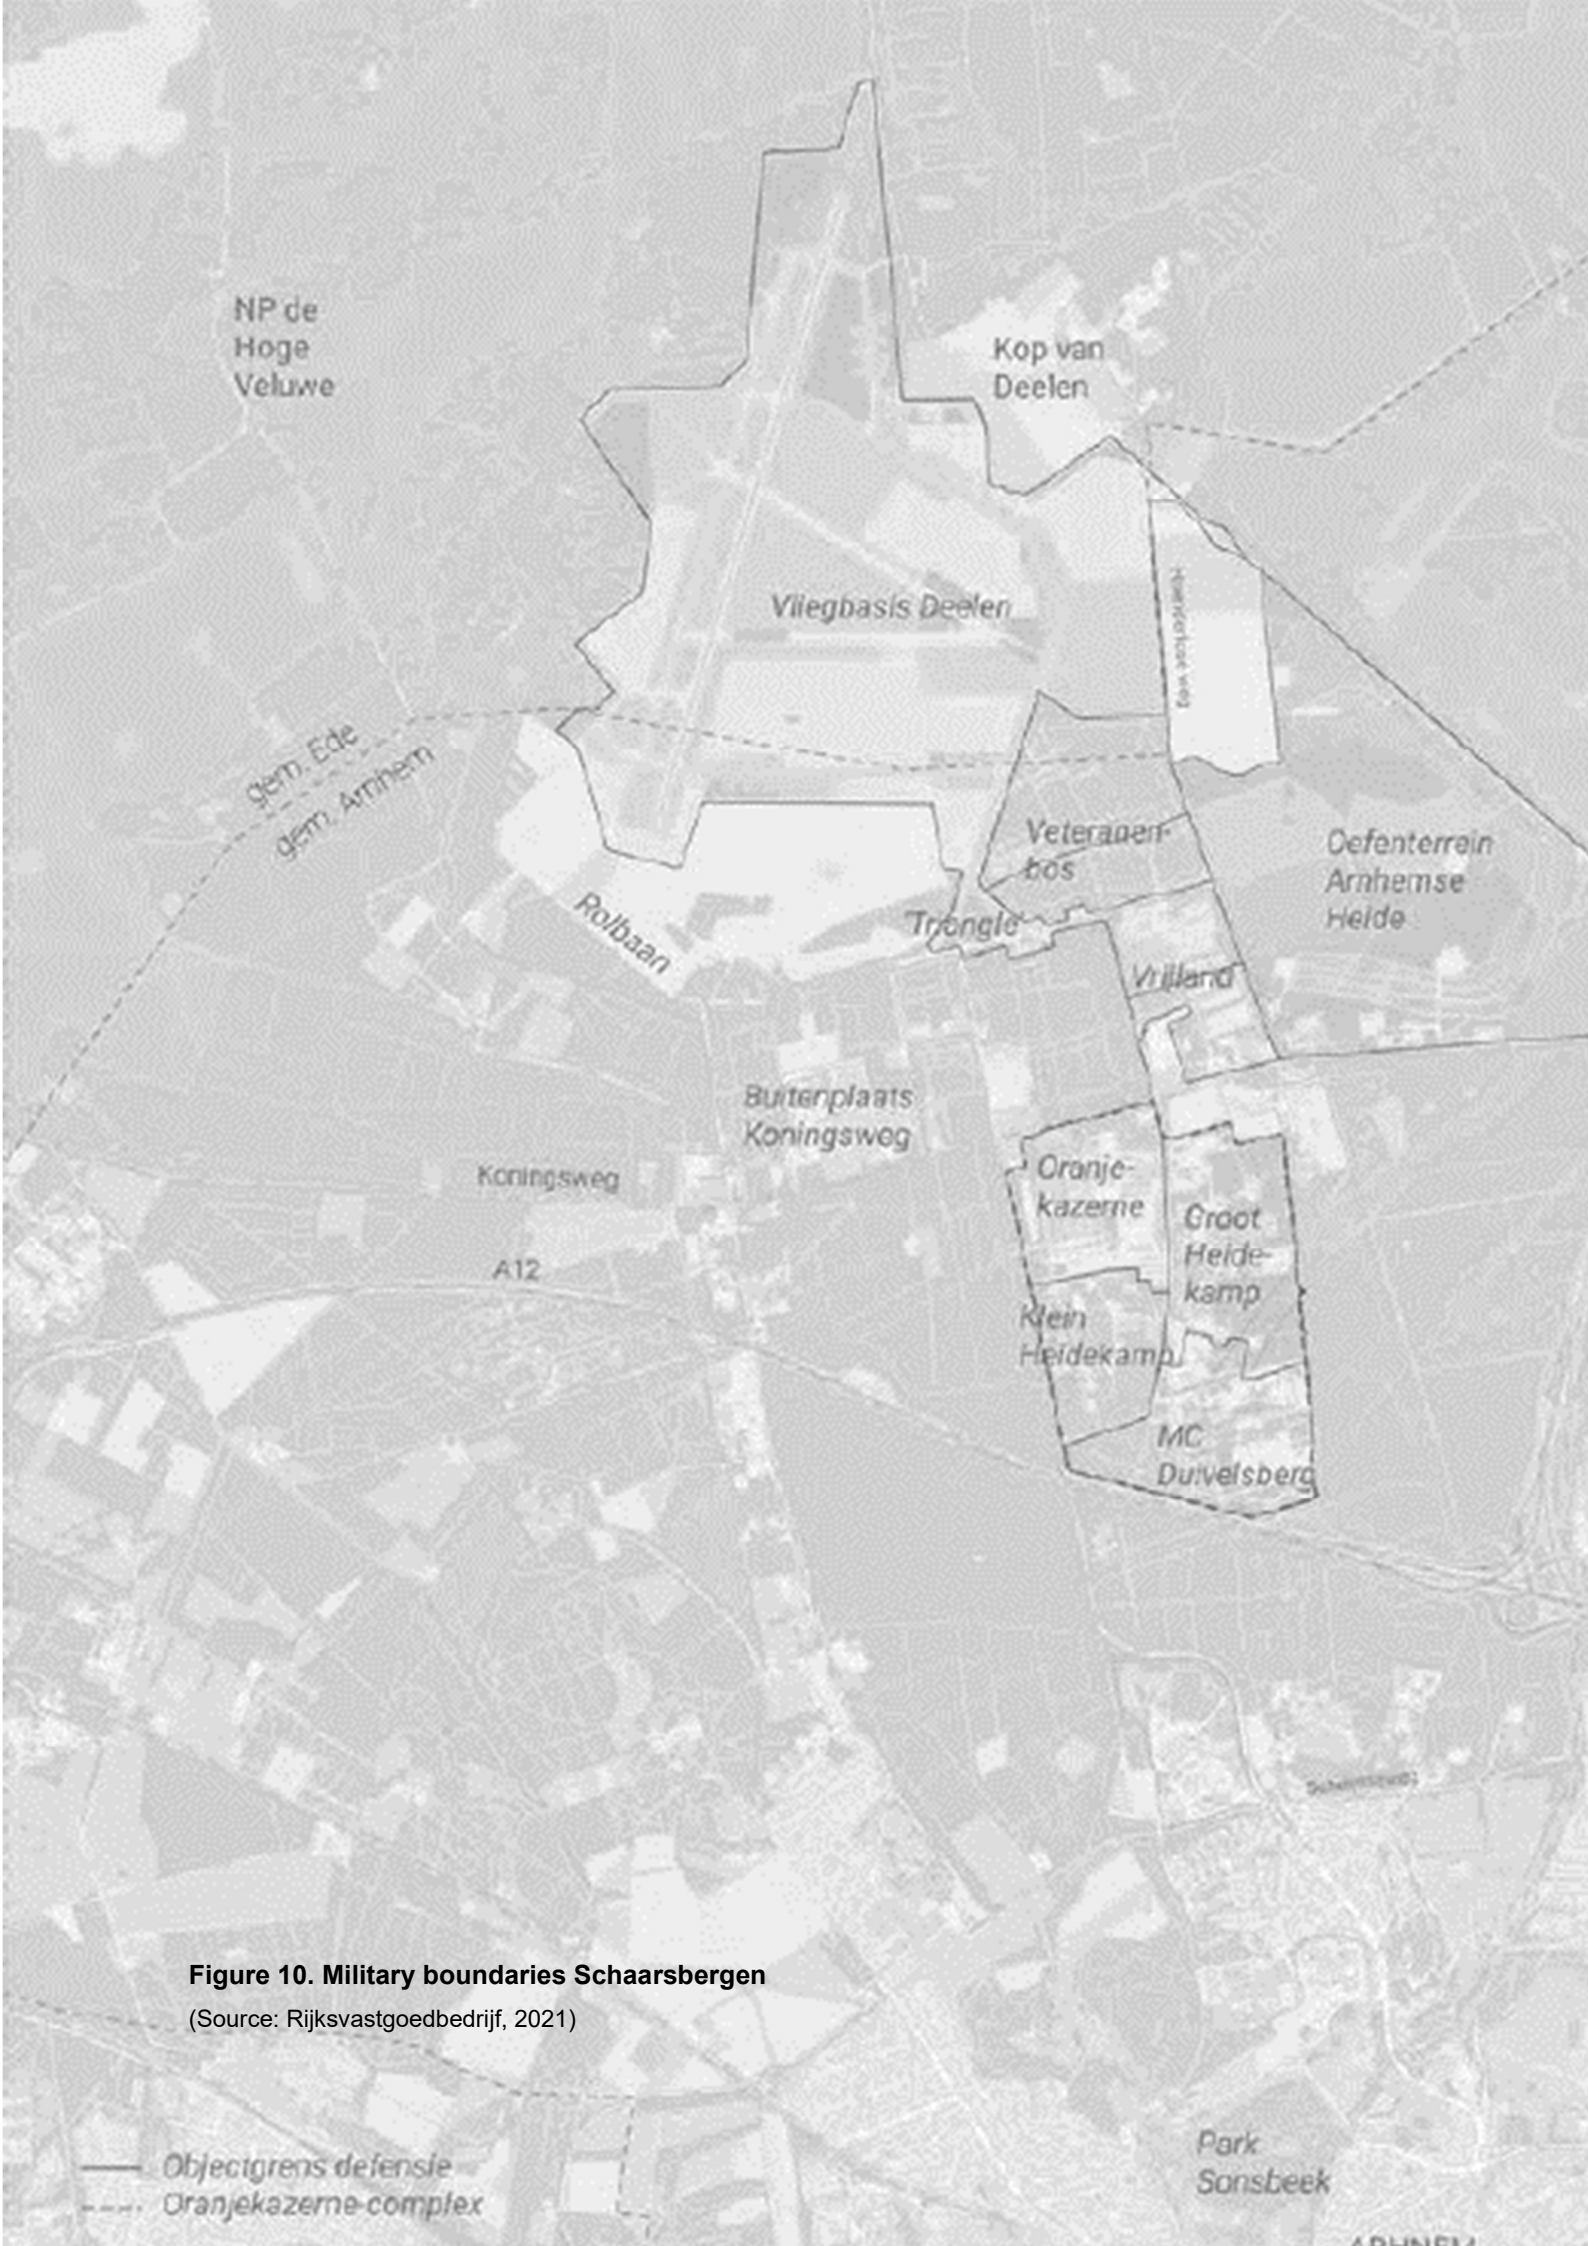 NP de
Hoge
Veluwe
Kop van
Deelen
Vliegbasis Deelen
gem. Ede
gem. Arnhem
Veteranen-
bos
Oefenterrein
Arnhemse
Heide
Rolbaan
'Triangle'
Vrijland
Buitenplaats
Koningsweg
Koningsweg
Oranje-
kazerne
Groot
Heide-
kamp
A12
Klein
Heidekamp
MC
Duivelsberg
Figure 10. Military boundaries Schaarsbergen
(Source: Rijksvastgoedbedrijf, 2021)
Park
Sonsbeek
Objectgrens defensie
Oranjekazerne-complex